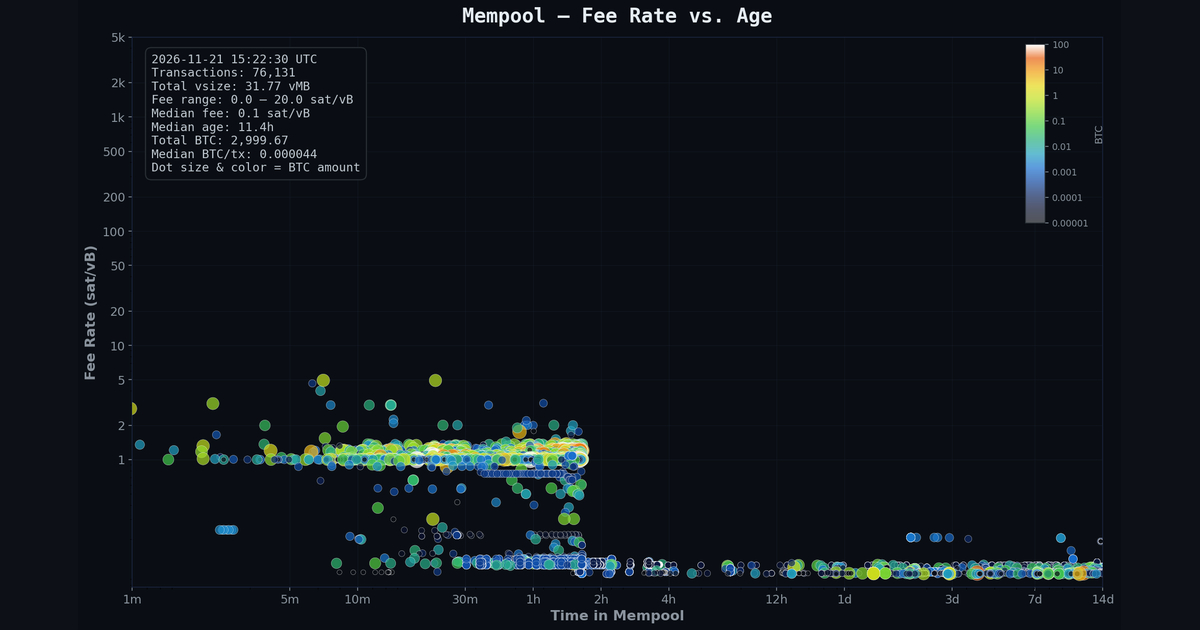 Mempool — Fee Rate vs. Age
2026-11-21 15:22:30 UTC
Transactions: 76,131
Total vsize: 31.77 vMB
Fee range: 0.0 – 20.0 sat/vB
Median fee: 0.1 sat/vB
Median age: 11.4h
Total BTC: 2,999.67
Median BTC/tx: 0.000044
Dot size & color = BTC amount
100
10
1
0.1
0.01
0.001
0.0001
0.00001
BTC
Fee Rate (sat/vB)
5k
2k
1k
500
200
100
50
20
10
5
2
1
1m 5m 10m 30m 1h 2h 4h 12h 1d 3d 7d 14d
Time in Mempool